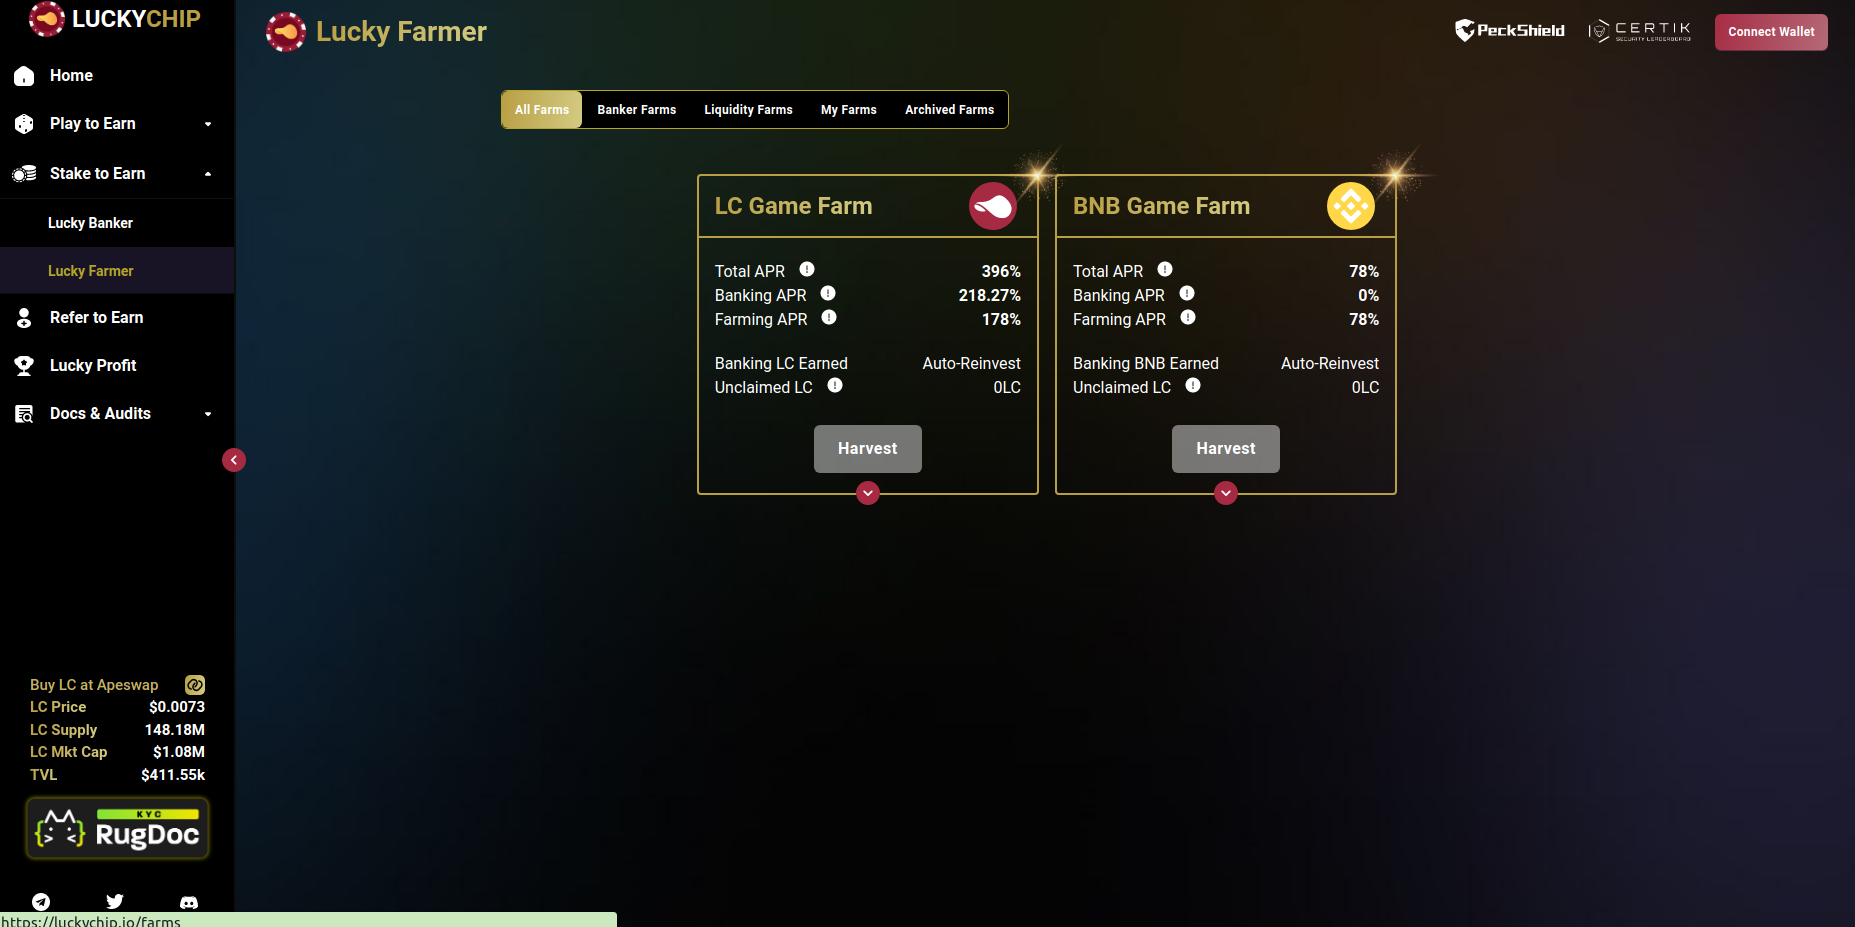 LUCKYCHIP
Home
Play to Earn
Stake to Earn
Lucky Banker
Lucky Farmer
Refer to Earn
Lucky Profit
Docs & Audits
Buy LC at Apeswap
LC Price $0.0073
LC Supply 148.18M
LC Mkt Cap $1.08M
TVL $411.55k
KYC
RugDoc
https://luckychip.io/farms
Lucky Farmer
PeckShield
CERTIK
SECURITY LEADERBOARD
Connect Wallet
All Farms Banker Farms Liquidity Farms My Farms Archived Farms
LC Game Farm
Total APR 396%
Banking APR 218.27%
Farming APR 178%
Banking LC Earned Auto-Reinvest
Unclaimed LC 0LC
Harvest
BNB Game Farm
Total APR 78%
Banking APR 0%
Farming APR 78%
Banking BNB Earned Auto-Reinvest
Unclaimed LC 0LC
Harvest